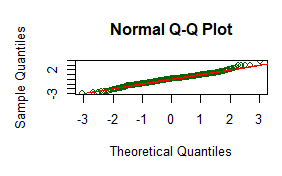 Normal Q-Q Plot
Sample Quantiles
2
-3
-3 -2 -1 0 1 2 3
Theoretical Quantiles